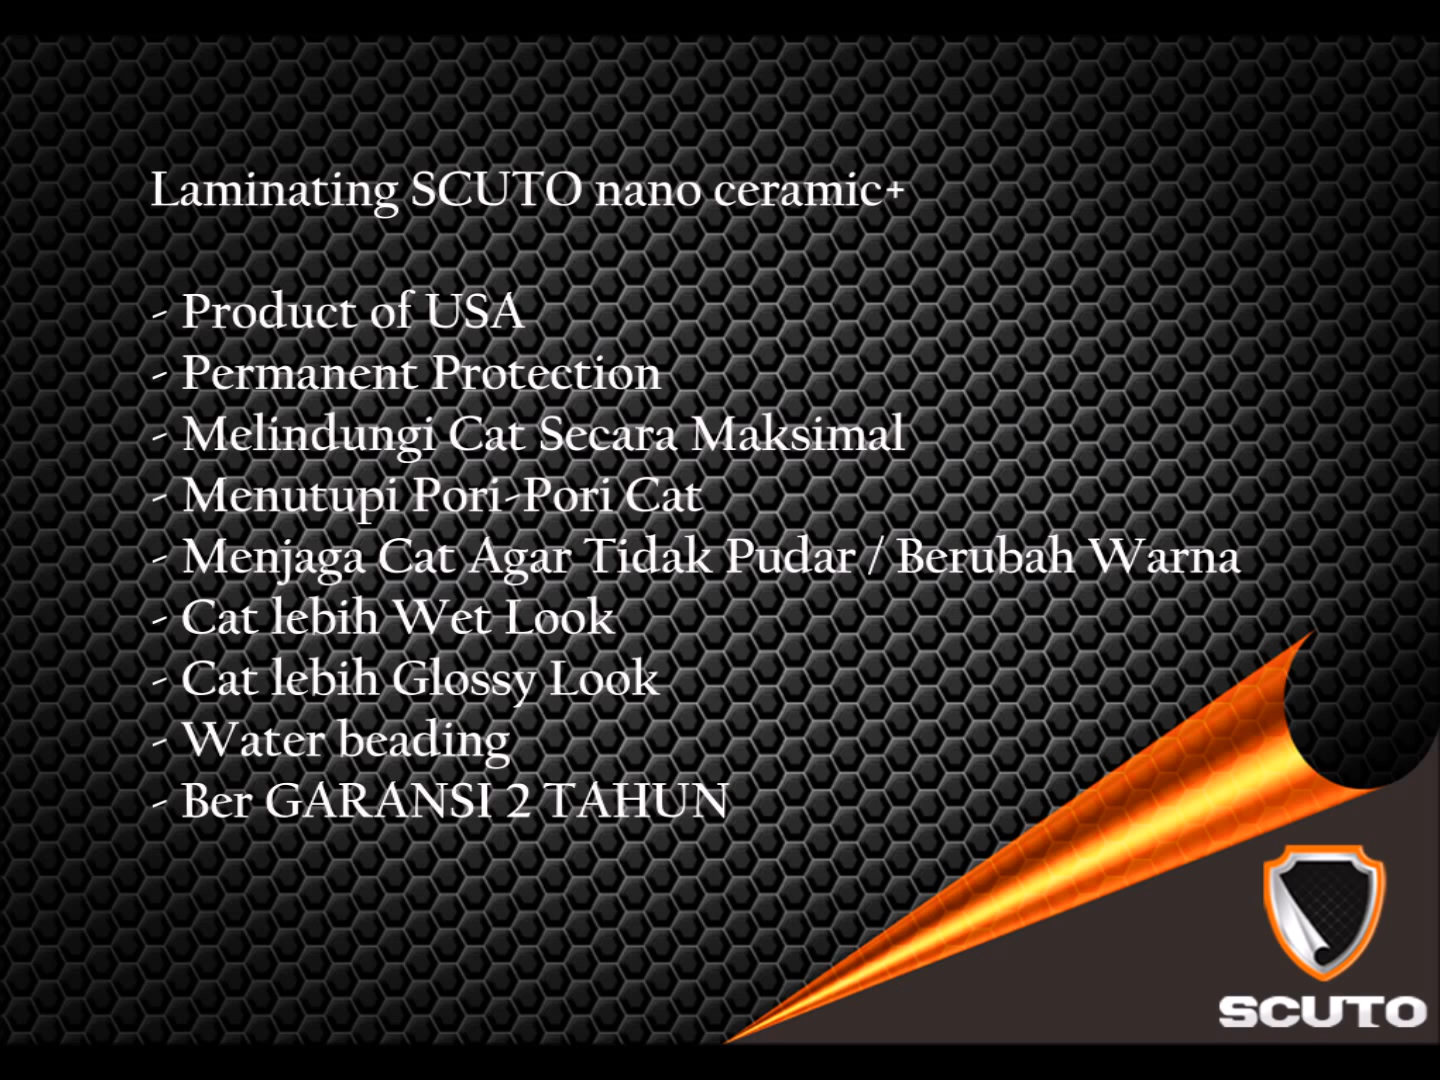 Laminating SCUTO nano ceramic+
- Product of USA
- Permanent Protection
- Melindungi Cat Secara Maksimal
- Menutupi Pori-Pori Cat
- Menjaga Cat Agar Tidak Pudar / Berubah Warna
- Cat lebih Wet Look
- Cat lebih Glossy Look
- Water beading
- Ber GARANSI 2 TAHUN
SCUTO